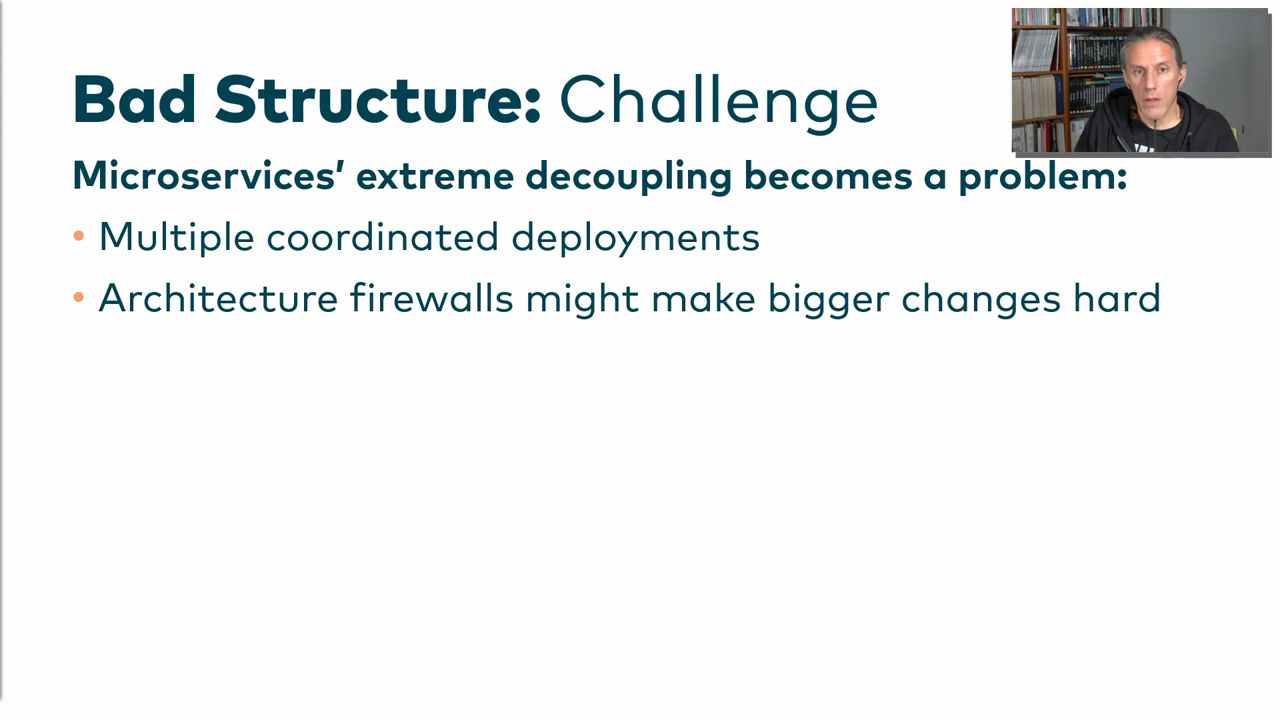 Bad Structure: Challenge
Microservices’ extreme decoupling becomes a problem:
• Multiple coordinated deployments
• Architecture firewalls might make bigger changes hard